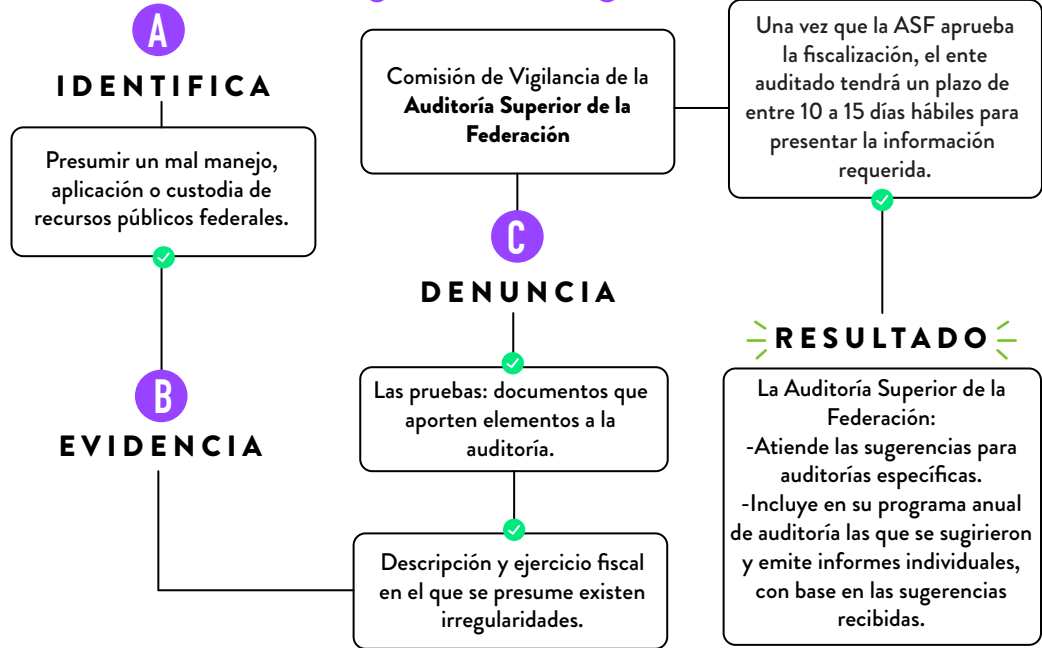 A
IDENTIFICA
Presumir un mal manejo,
aplicación o custodia de
recursos públicos federales.
B
EVIDENCIA
Comisión de Vigilancia de la
Auditoría Superior de la
Federación
C
DENUNCIA
Las pruebas: documentos que
aporten elementos a la
auditoría.
Descripción y ejercicio fiscal
en el que se presume existen
irregularidades.
Una vez que la ASF aprueba
la fiscalización, el ente
auditado tendrá un plazo de
entre 10 a 15 días hábiles para
presentar la información
requerida.
RESULTADO
La Auditoría Superior de la
Federación:
-Atiende las sugerencias para
auditorías específicas.
-Incluye en su programa anual
de auditoría las que se sugirieron
y emite informes individuales,
con base en las sugerencias
recibidas.